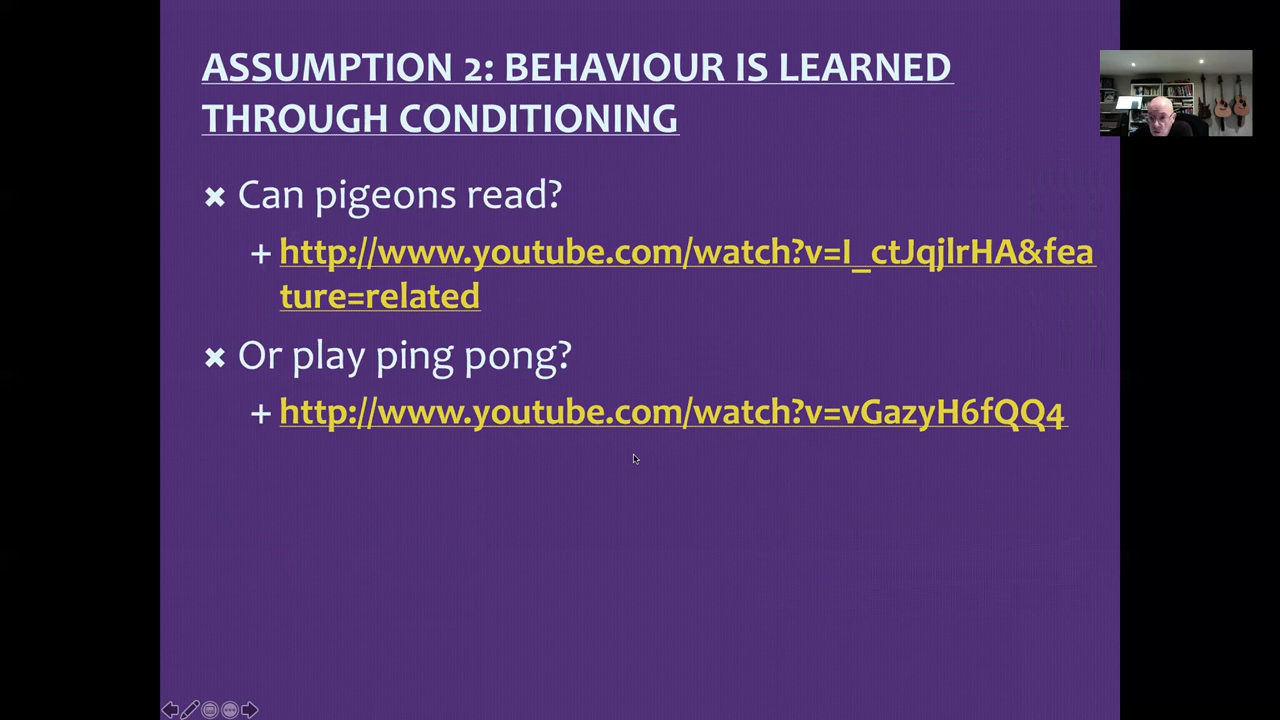 ASSUMPTION 2: BEHAVIOUR IS LEARNED
THROUGH CONDITIONING
Can pigeons read?
http://www.youtube.com/watch?v=I_ctJqjlrHA&fea
ture=related
Or play ping pong?
http://www.youtube.com/watch?v=vGazyH6fQQ4